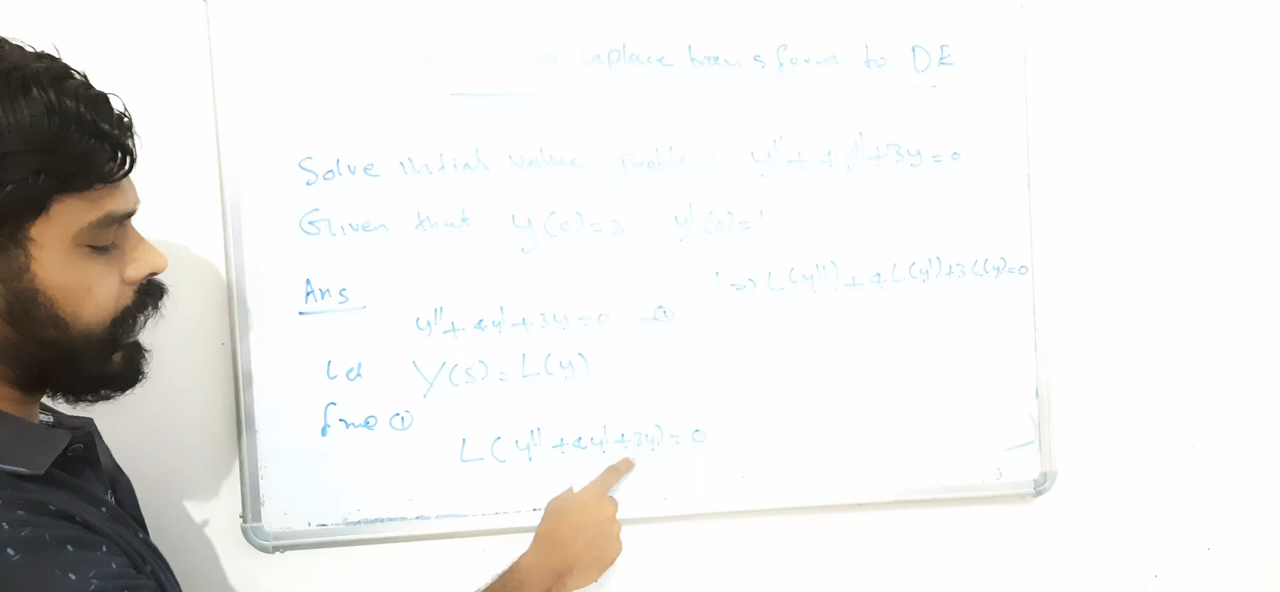 Laplace transform to DE
Solve initial value problem y'' + 4y' + 3y = 0
Given that y(0) = 3 y'(0) = 1
Ans
y'' + 4y' + 3y = 0 — ①
Let Y(s) = L(y)
from ①
L(y'' + 4y' + 3y) = 0
=> L(y'') + 4L(y') + 3L(y) = 0